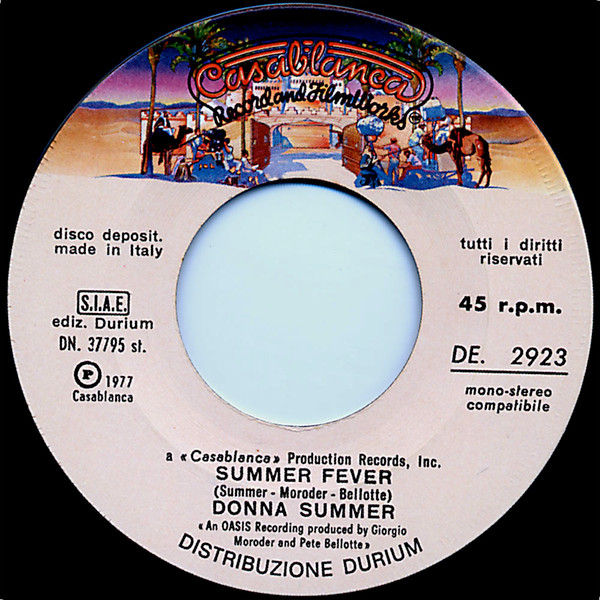 Casablanca
Record and FilmWorks ®
disco deposit.
made in Italy
tutti i diritti
riservati
S.I.A.E.
ediz. Durium
DN. 37795 st.
℗ 1977
Casablanca
45 r.p.m.
DE. 2923
mono-stereo
compatibile
a «Casablanca» Production Records, Inc.
SUMMER FEVER
(Summer - Moroder - Bellotte)
DONNA SUMMER
«An OASIS Recording produced by Giorgio
Moroder and Pete Bellotte»
DISTRIBUZIONE DURIUM